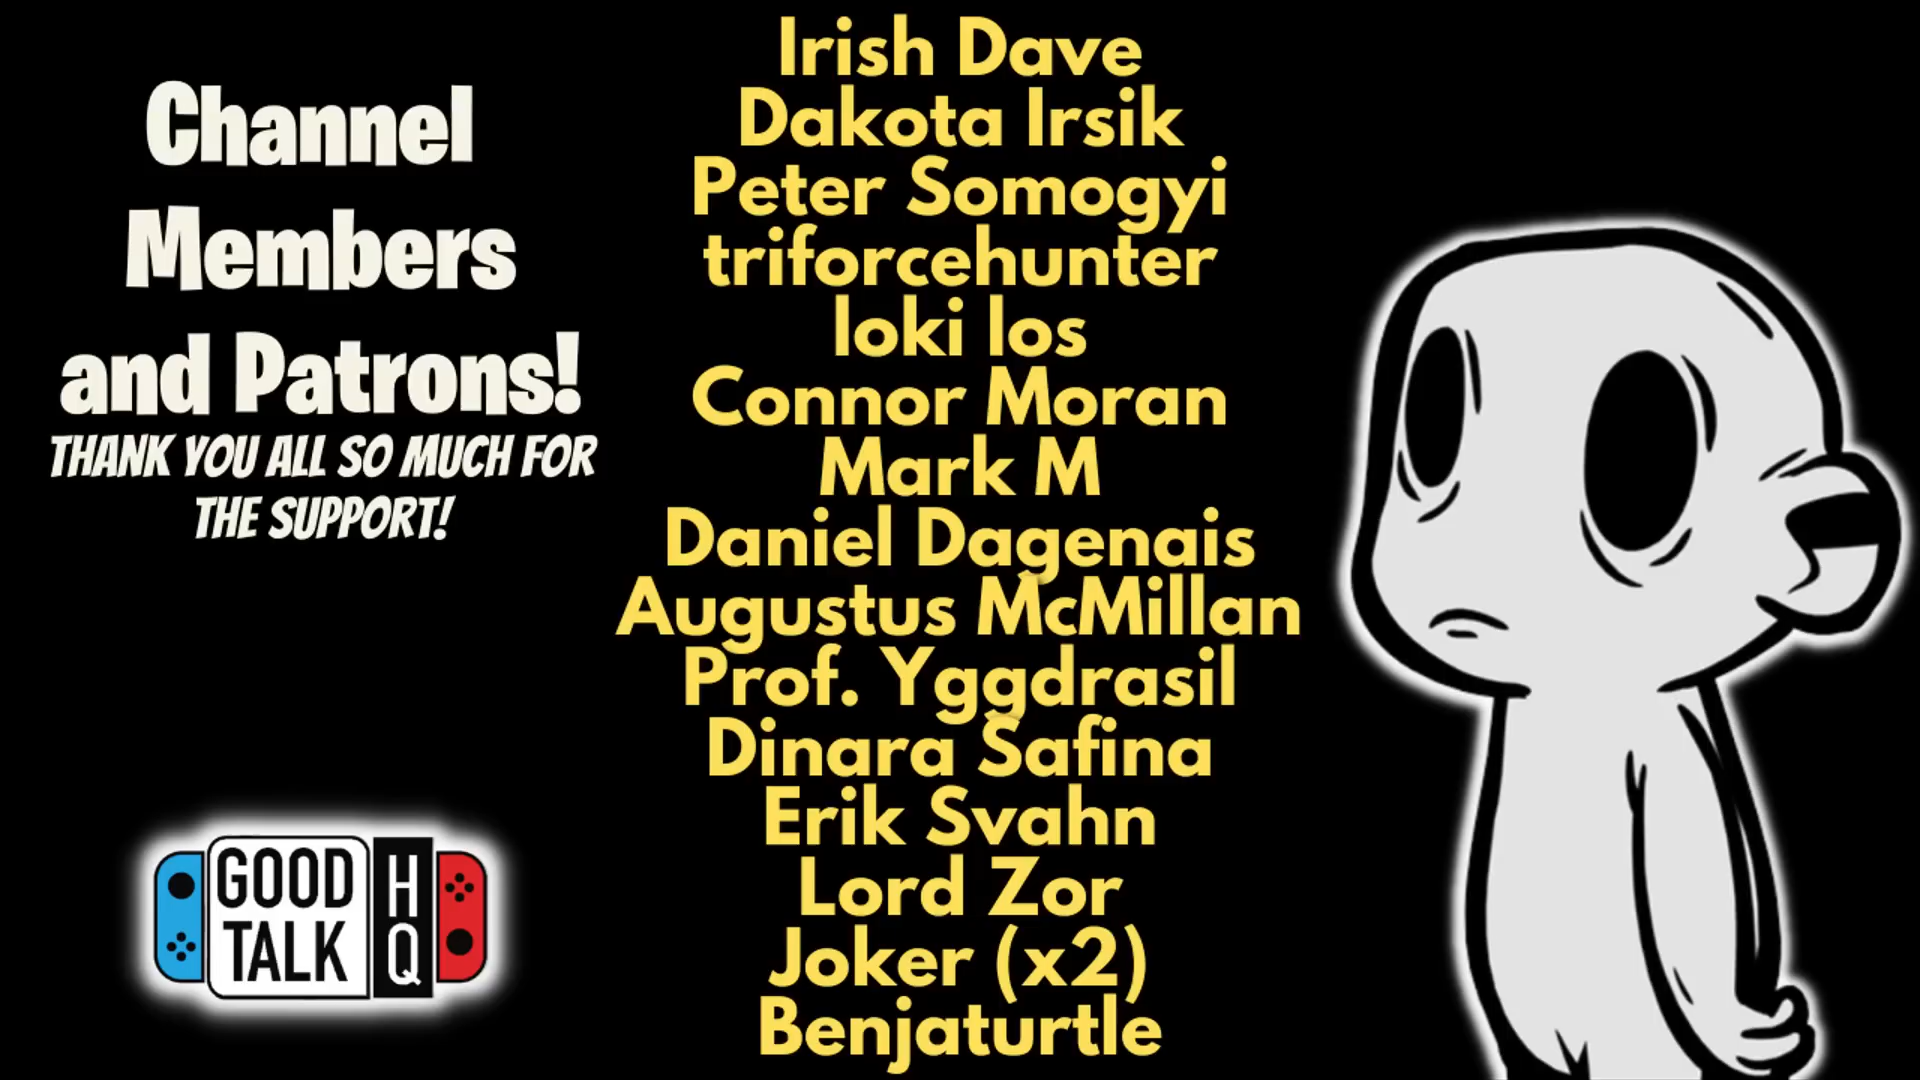 Channel
Members
and Patrons!
THANK YOU ALL SO MUCH FOR
THE SUPPORT!
Irish Dave
Dakota Irsik
Peter Somogyi
triforcehunter
loki los
Connor Moran
Mark M
Daniel Dagenais
Augustus McMillan
Prof. Yggdrasil
Dinara Safina
Erik Svahn
Lord Zor
Joker (x2)
Benjaturtle
GOOD
TALK
HQ